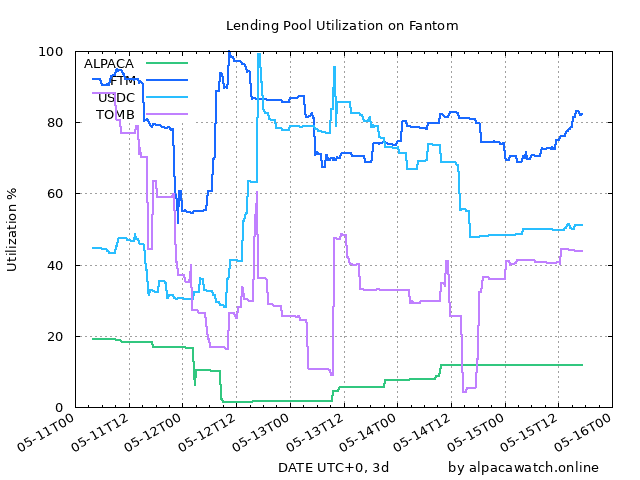 Lending Pool Utilization on Fantom
100
80
60
40
20
0
Utilization %
ALPACA
FTM
USDC
TOMB
05-11T00
05-11T12
05-12T00
05-12T12
05-13T00
05-13T12
05-14T00
05-14T12
05-15T00
05-15T12
05-16T00
DATE UTC+0, 3d by alpacawatch.online